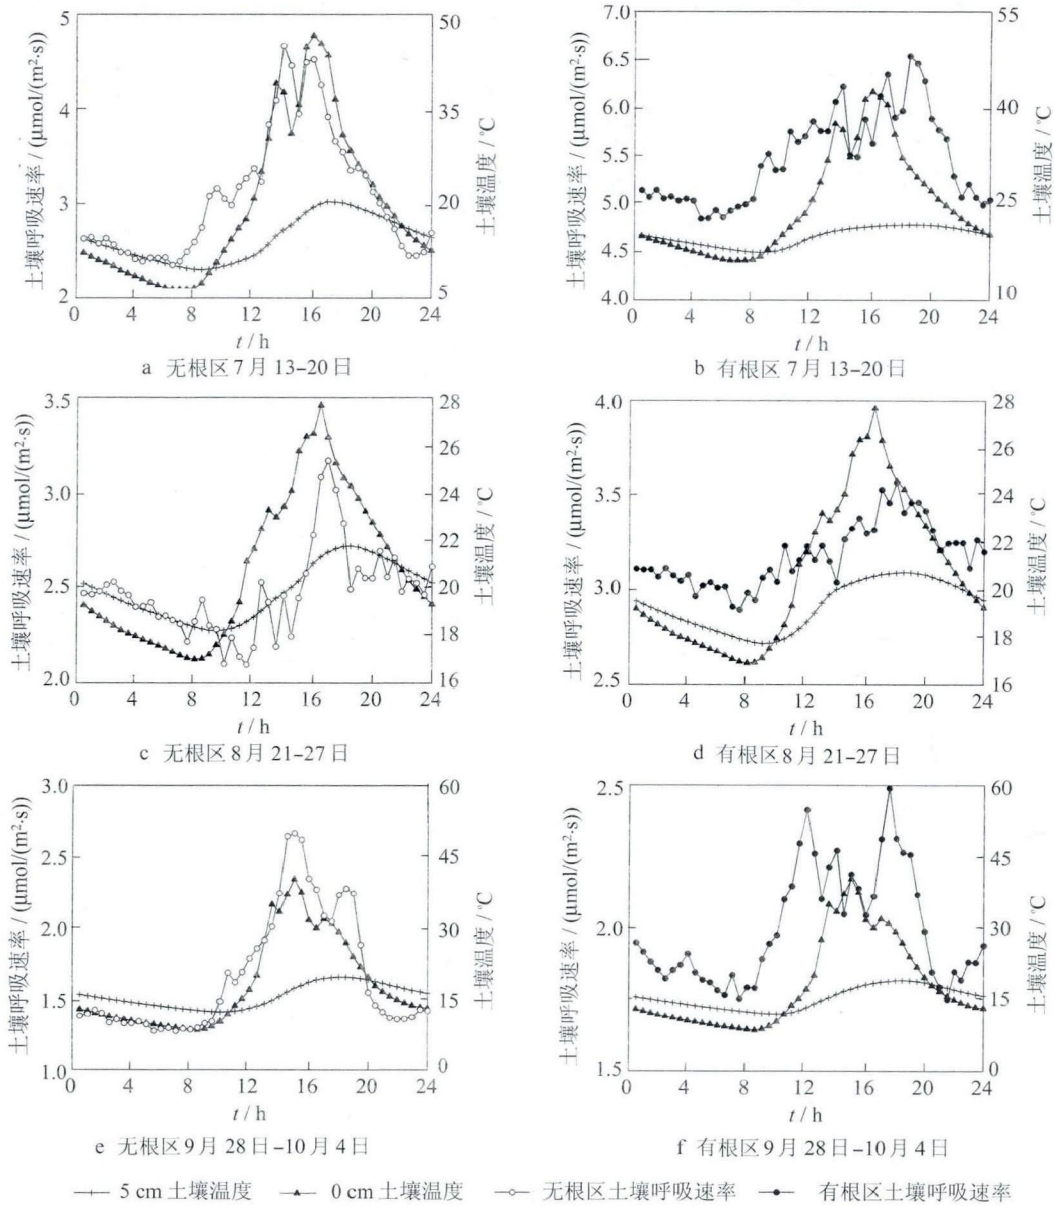 土壤呼吸速率 / (μmol/(m²·s))
5
4
3
2
50
35
20
5
土壤温度 / °C
0 4 8 12 16 20 24
t / h
a 无根区 7 月 13–20 日
土壤呼吸速率 / (μmol/(m²·s))
7.0
6.5
6.0
5.5
5.0
4.5
4.0
55
40
25
10
土壤温度 / °C
0 4 8 12 16 20 24
t / h
b 有根区 7 月 13–20 日
土壤呼吸速率 / (μmol/(m²·s))
3.5
3.0
2.5
2.0
28
26
24
22
20
18
16
土壤温度 / °C
0 4 8 12 16 20 24
t / h
c 无根区 8 月 21–27 日
土壤呼吸速率 / (μmol/(m²·s))
4.0
3.5
3.0
2.5
28
26
24
22
20
18
16
土壤温度 / °C
0 4 8 12 16 20 24
t / h
d 有根区 8 月 21–27 日
土壤呼吸速率 / (μmol/(m²·s))
3.0
2.5
2.0
1.5
1.0
60
45
30
15
0
土壤温度 / °C
0 4 8 12 16 20 24
t / h
e 无根区 9 月 28 日–10 月 4 日
土壤呼吸速率 / (μmol/(m²·s))
2.5
2.0
1.5
60
45
30
15
0
土壤温度 / °C
0 4 8 12 16 20 24
t / h
f 有根区 9 月 28 日–10 月 4 日
5 cm 土壤温度 0 cm 土壤温度 无根区土壤呼吸速率 有根区土壤呼吸速率